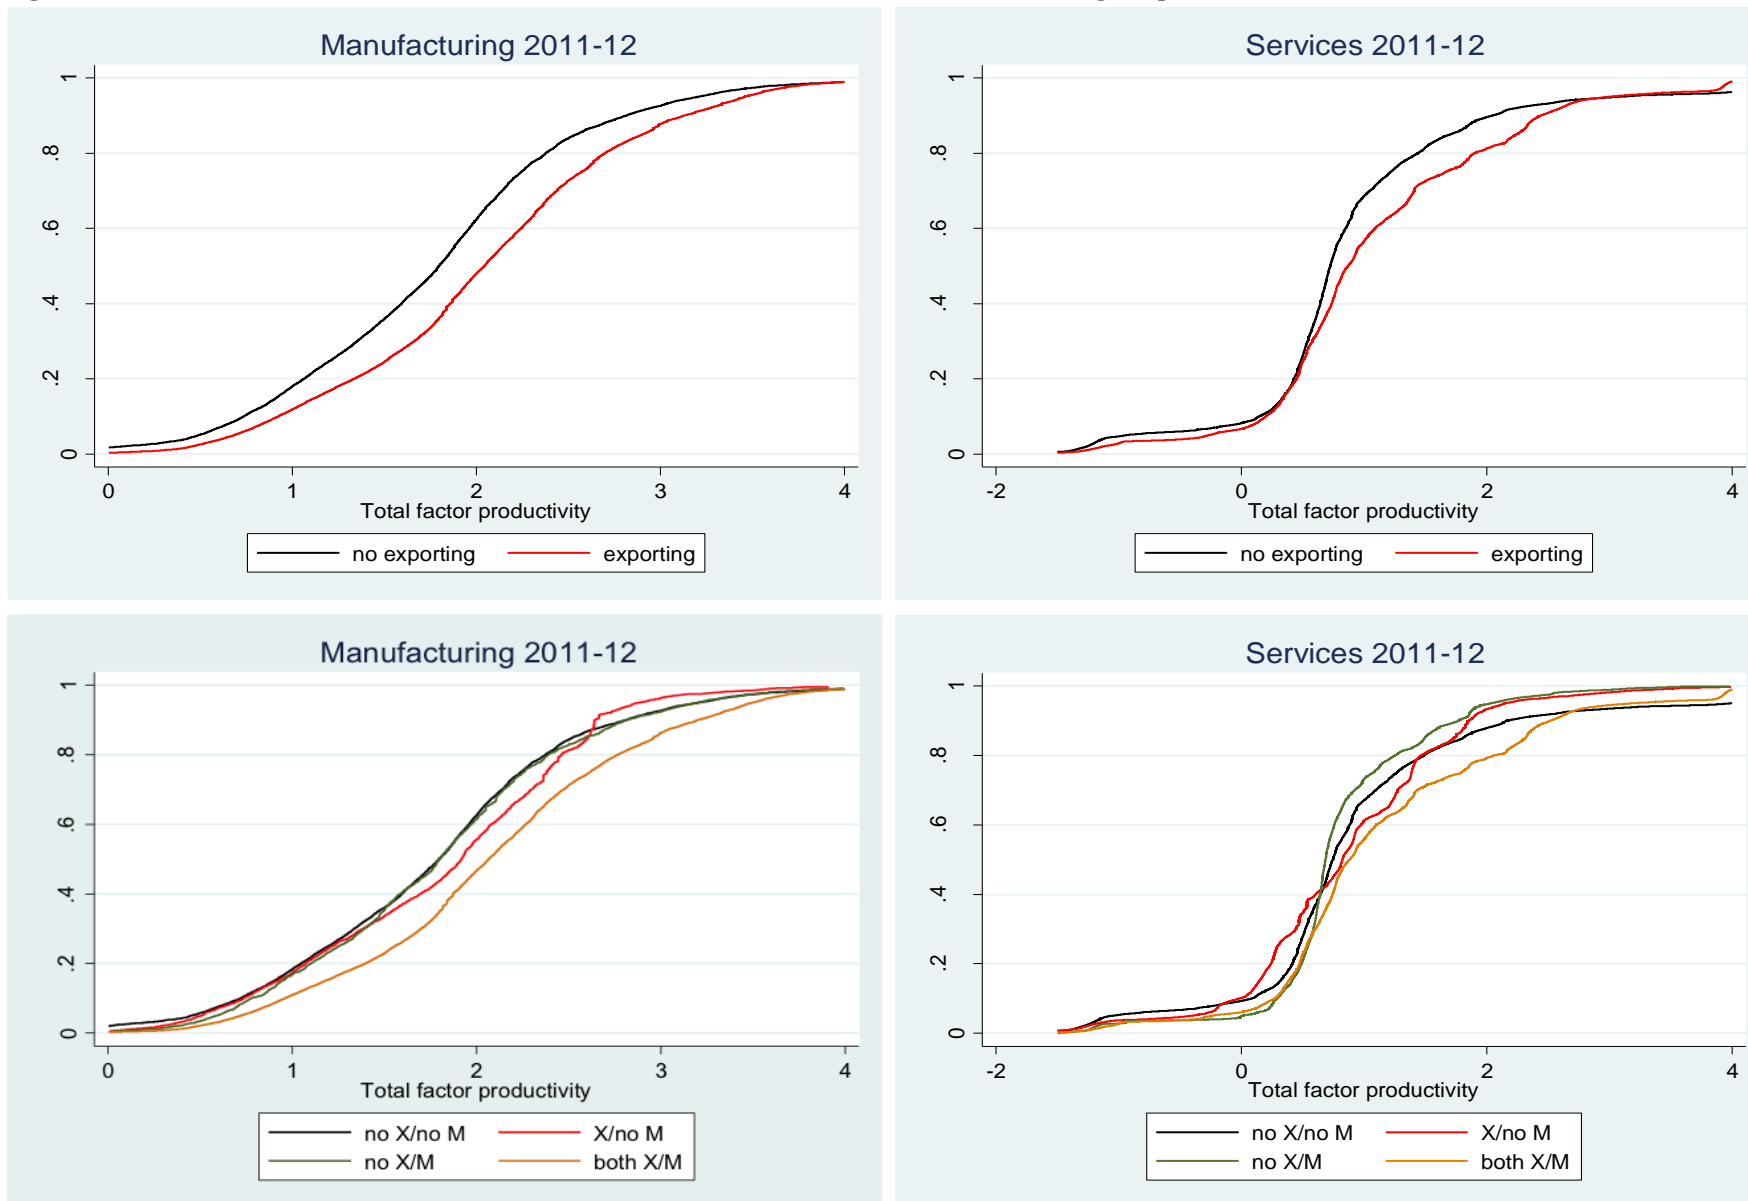 Manufacturing 2011-12
1
.8
.6
.4
.2
0
0 1 2 3 4
Total factor productivity
no exporting exporting
Services 2011-12
1
.8
.6
.4
.2
0
-2 0 2 4
Total factor productivity
no exporting exporting
Manufacturing 2011-12
1
.8
.6
.4
.2
0
0 1 2 3 4
Total factor productivity
no X/no M X/no M
no X/M both X/M
Services 2011-12
1
.8
.6
.4
.2
0
-2 0 2 4
Total factor productivity
no X/no M X/no M
no X/M both X/M